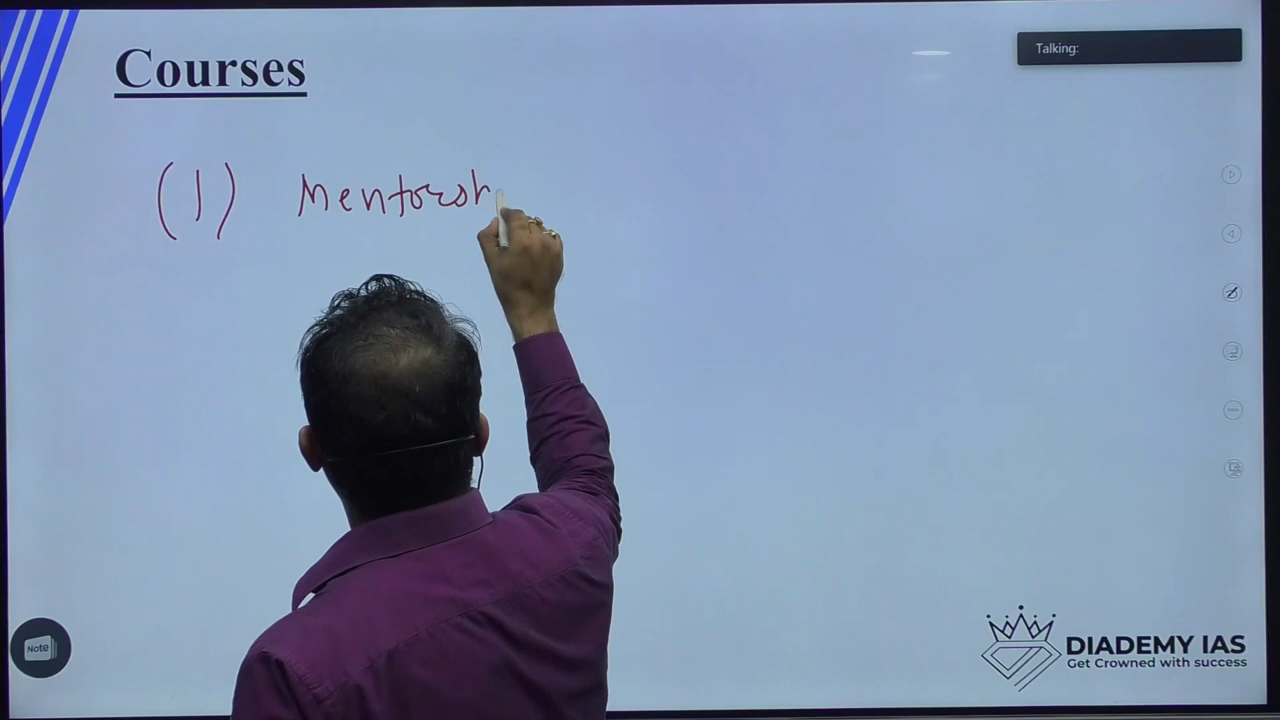 Courses
Talking:
(1) Mentorsh
Note
DIADEMY IAS
Get Crowned with success